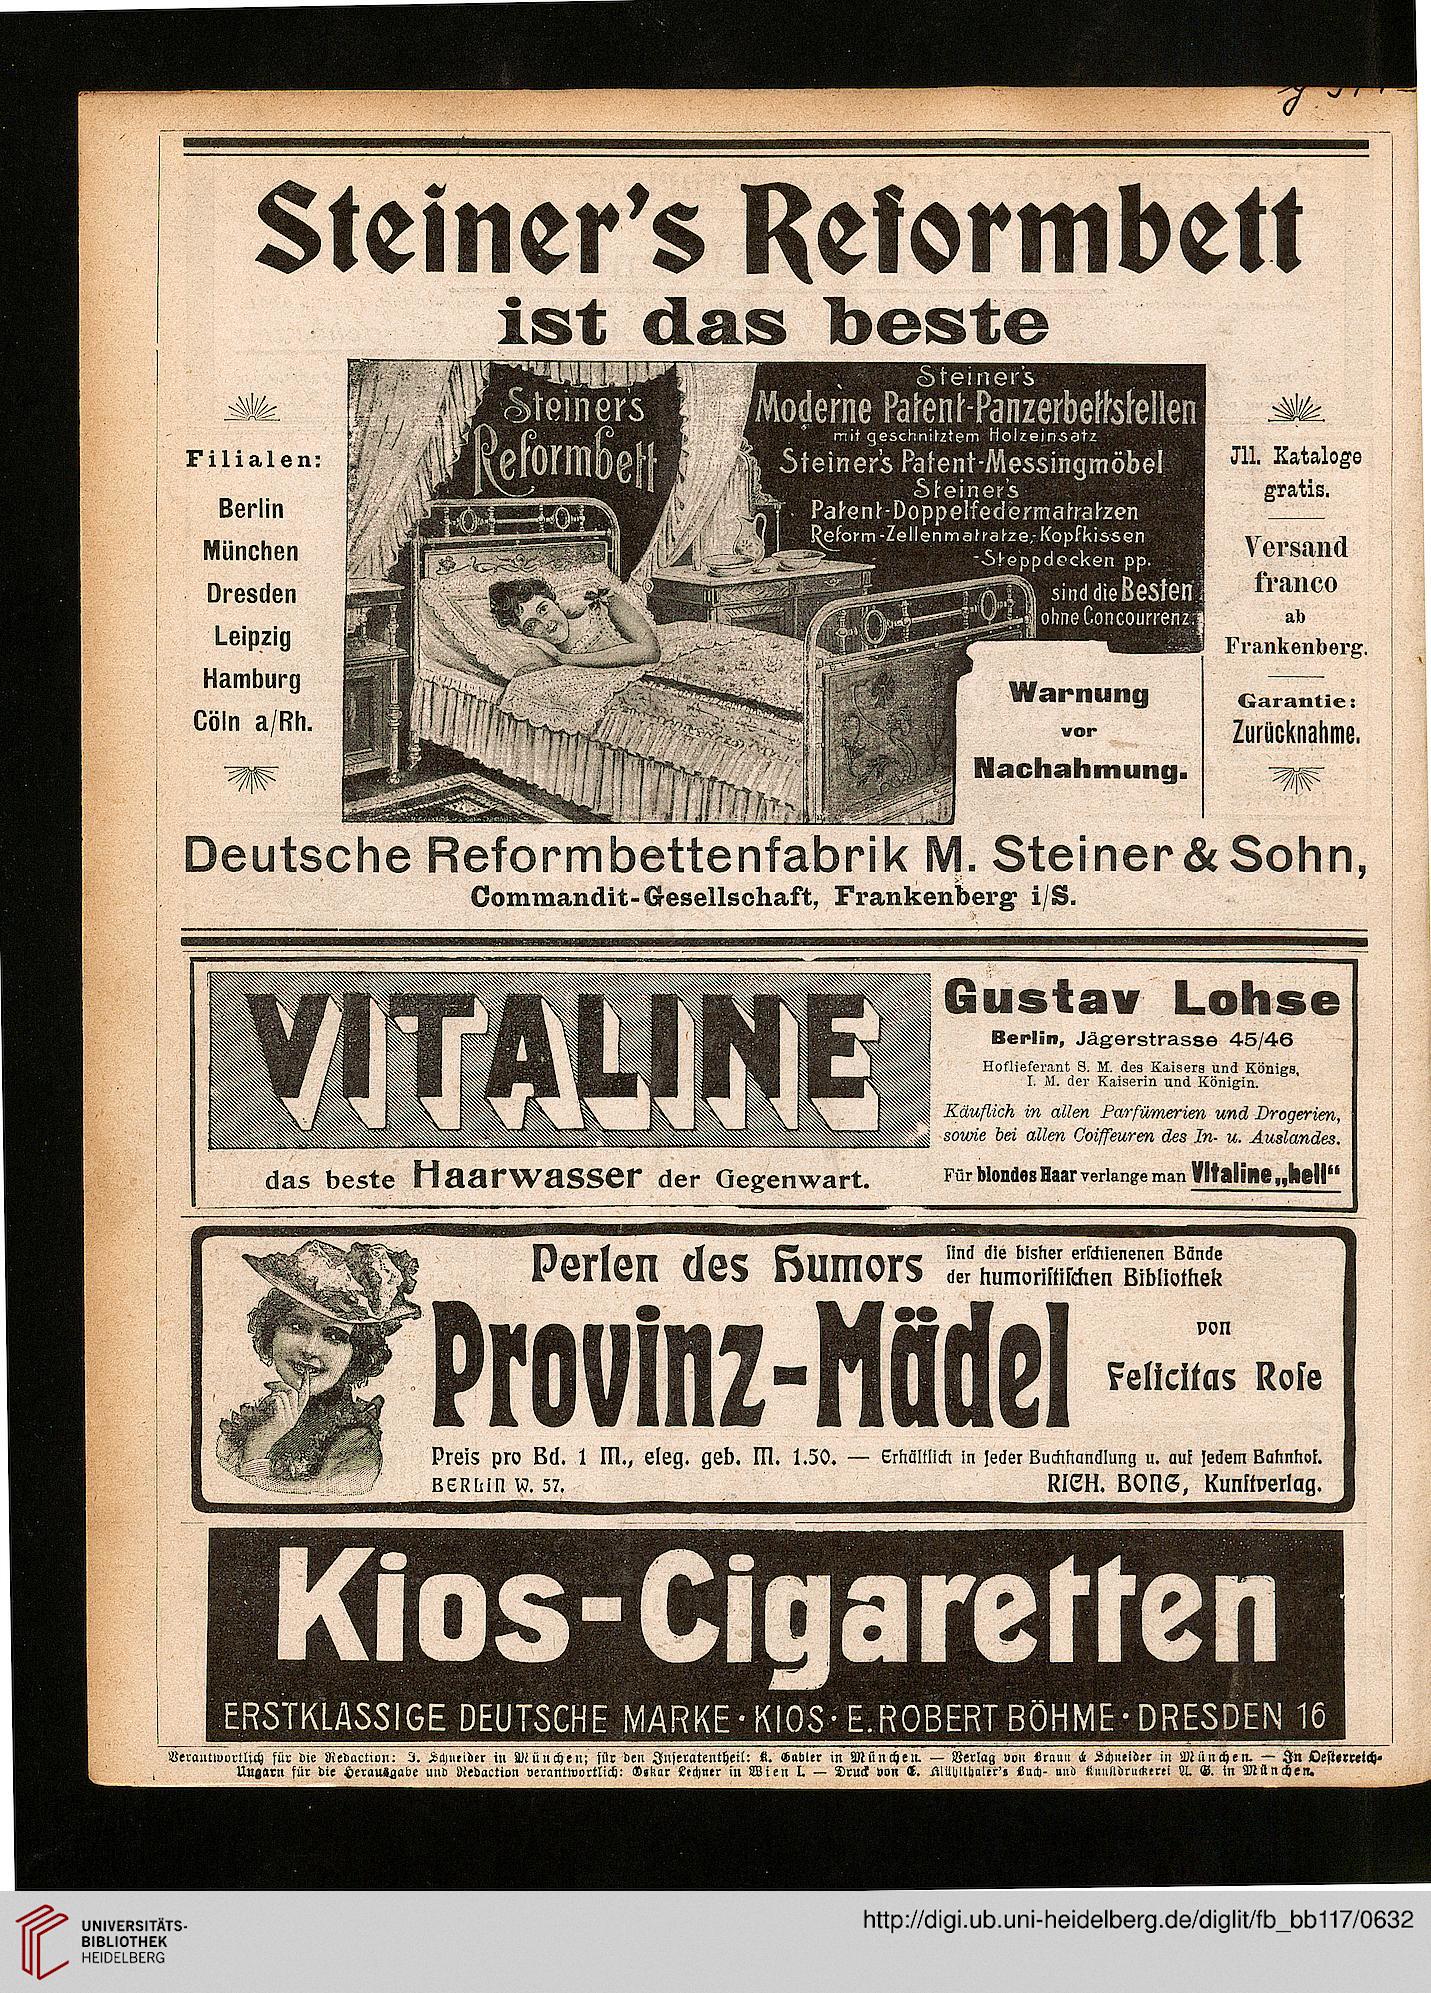 Steiner's Reformbett
ist das beste
Filialen:
Berlin
München
Dresden
Leipzig
Hamburg
Cöln a/Rh.
Steiner's
Reformbett
Steiner's
Moderne Patent-Panzerbettstellen
mit geschnitztem Holzeinsatz
Steiner's Patent-Messingmöbel
Steiner's
Patent-Doppelfedermatratzen
Reform-Zellenmatratze,-Kopfkissen
-Steppdecken pp.
sind die Besten
ohne Concourrenz.
Warnung
vor
Nachahmung.
Jll. Kataloge
gratis.
Versand
franco
ab
Frankenberg.
Garantie:
Zurücknahme.
Deutsche Reformbettenfabrik M. Steiner & Sohn,
Commandit-Gesellschaft, Frankenberg i/S.
VITALINE
das beste Haarwasser der Gegenwart.
Gustav Lohse
Berlin, Jägerstrasse 45/46
Hoflieferant S. M. des Kaisers und Königs,
I. M. der Kaiserin und Königin.
Käuflich in allen Parfümerien und Drogerien,
sowie bei allen Coiffeuren des In- u. Auslandes.
Für blondes Haar verlange man Vitaline „hell“
Perlen des Humors sind die bisher erschienenen Bände
der humoristischen Bibliothek
Provinz-Mädel
von
Felicitas Rose
Preis pro Bd. 1 M., eleg. geb. M. 1.50. — Erhältlich in jeder Buchhandlung u. auf jedem Bahnhof.
BERLIN W. 57. RICH. BONG, Kunstverlag.
Kios-Cigaretten
ERSTKLASSIGE DEUTSCHE MARKE • KIOS • E. ROBERT BÖHME • DRESDEN 16
Verantwortlich für die Redaction: J. Schneider in München; für den Inseratentheil: K. Gabler in München. — Verlag von Braun & Schneider in München. — In Oesterreich-
Ungarn für die Herausgabe und Redaction verantwortlich: Oskar Lechner in Wien I. — Druck von E. Mühlthaler's Buch- und Kunstdruckerei A. G. in München.
UNIVERSITÄTS-
BIBLIOTHEK
HEIDELBERG
http://digi.ub.uni-heidelberg.de/diglit/fb_bb117/0632